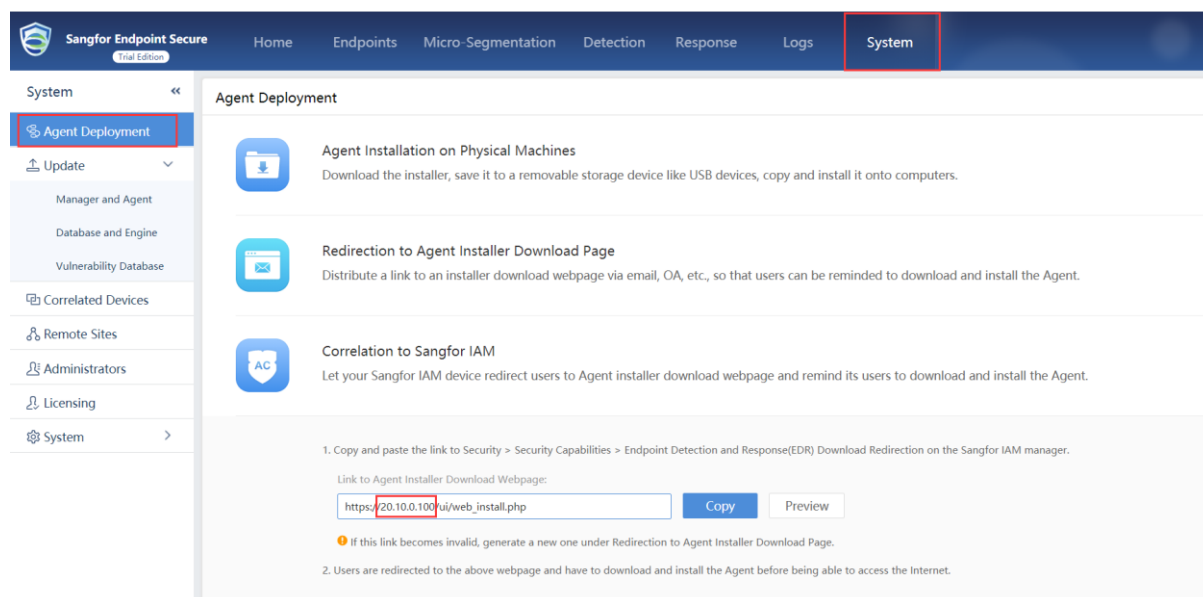 Sangfor Endpoint Secure
Trial Edition
Home Endpoints Micro-Segmentation Detection Response Logs System
System «
Agent Deployment
Update
Manager and Agent
Database and Engine
Vulnerability Database
Correlated Devices
Remote Sites
Administrators
Licensing
System
Agent Deployment
Agent Installation on Physical Machines
Download the installer, save it to a removable storage device like USB devices, copy and install it onto computers.
Redirection to Agent Installer Download Page
Distribute a link to an installer download webpage via email, OA, etc., so that users can be reminded to download and install the Agent.
AC
Correlation to Sangfor IAM
Let your Sangfor IAM device redirect users to Agent installer download webpage and remind its users to download and install the Agent.
1. Copy and paste the link to Security > Security Capabilities > Endpoint Detection and Response(EDR) Download Redirection on the Sangfor IAM manager.
Link to Agent Installer Download Webpage:
https://20.10.0.100/ui/web_install.php Copy Preview
If this link becomes invalid, generate a new one under Redirection to Agent Installer Download Page.
2. Users are redirected to the above webpage and have to download and install the Agent before being able to access the Internet.